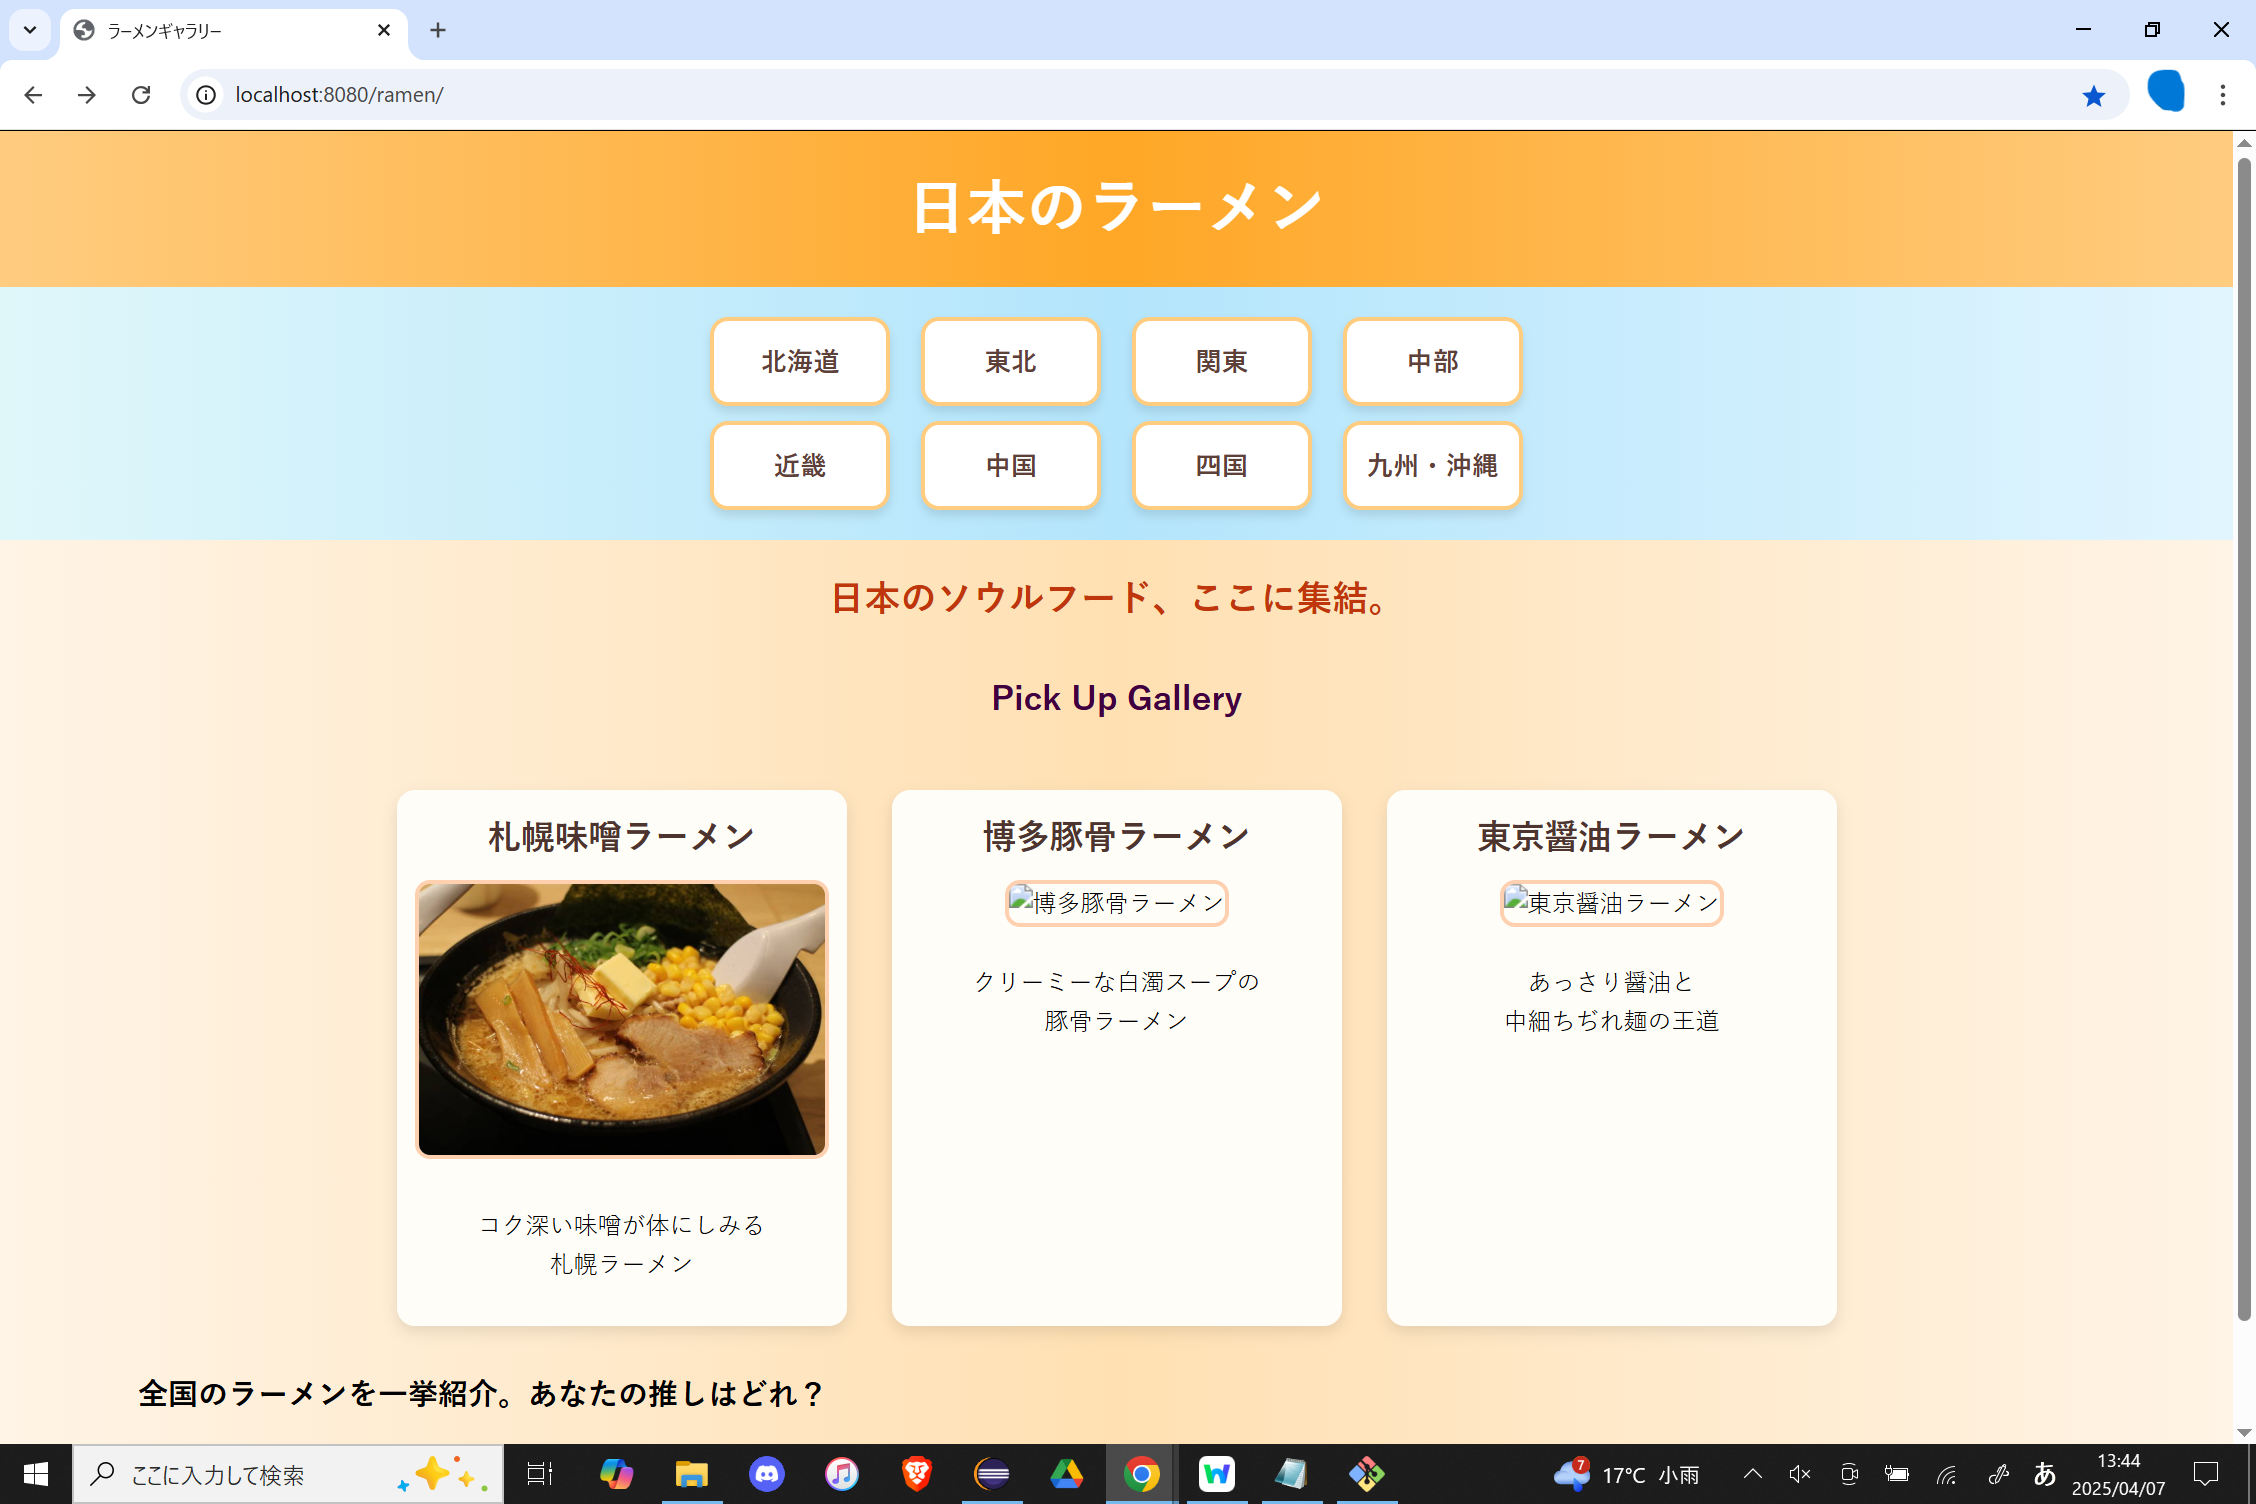 ラーメンギャラリー
localhost:8080/ramen/
日本のラーメン
北海道 東北 関東 中部
近畿 中国 四国 九州・沖縄
日本のソウルフード、ここに集結。
Pick Up Gallery
札幌味噌ラーメン
コク深い味噌が体にしみる
札幌ラーメン
博多豚骨ラーメン
博多豚骨ラーメン
クリーミーな白濁スープの
豚骨ラーメン
東京醤油ラーメン
東京醤油ラーメン
あっさり醤油と
中細ちぢれ麺の王道
全国のラーメンを一挙紹介。あなたの推しはどれ？
ここに入力して検索
7
17°C 小雨
あ
13:44
2025/04/07